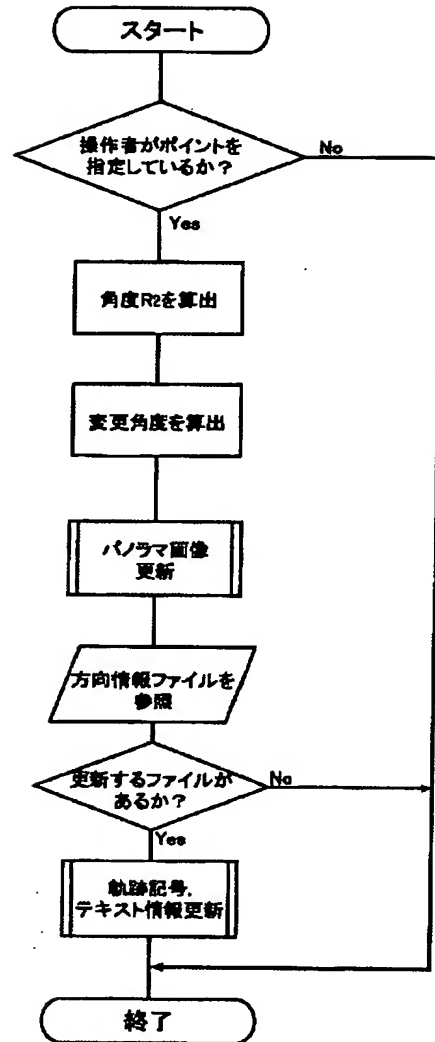 スタート
操作者がポイントを
指定しているか？
No
Yes
角度R2を算出
変更角度を算出
パノラマ画像
更新
方向情報ファイルを
参照
更新するファイルが
あるか？
No
Yes
軌跡記号，
テキスト情報更新
終了